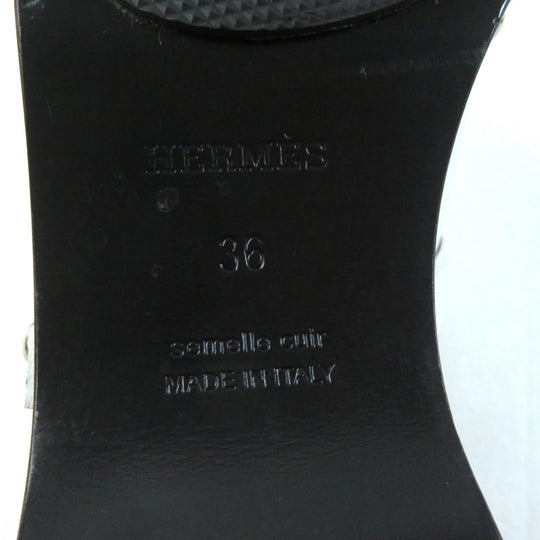 HERMÈS
36
semelle cuir
MADE IN ITALY